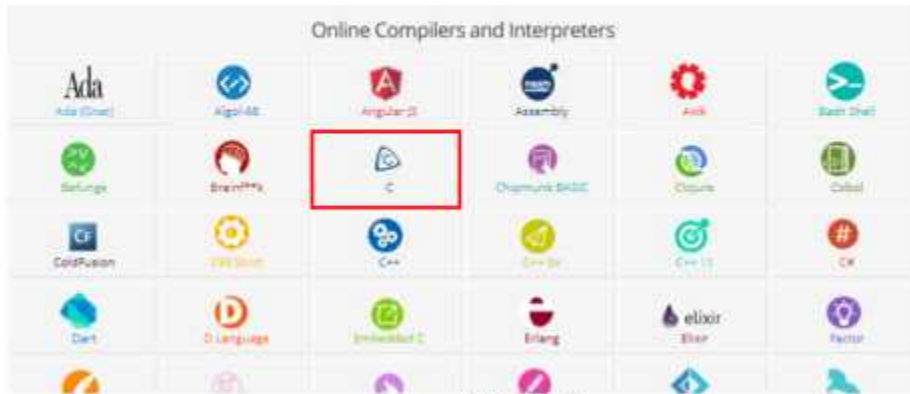 Online Compilers and Interpreters
Ada
Ada (Gnat) Algol-68 Angular JS Assembly Awk Bash Shell
Befunge Brainf**k C Chipmunk BASIC Clojure Cobol
CF
ColdFusion C++ C++ 0x C++ 11 C#
elixir
Dart D Language Embedded C Erlang Elixir Factor